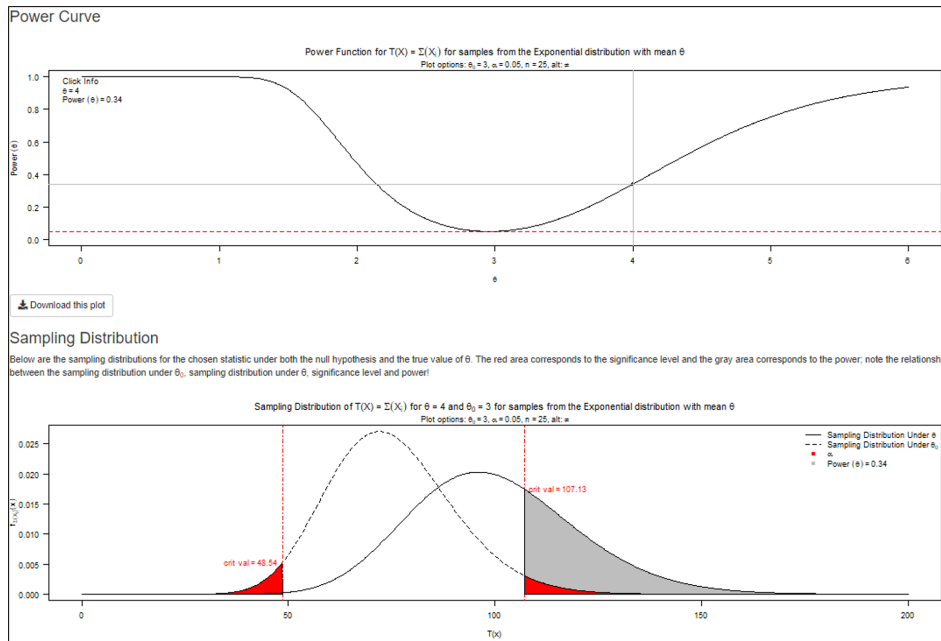 Power Curve
Power Function for T(X) = Σ(Xᵢ) for samples from the Exponential distribution with mean θ
Plot options: θ₀ = 3, α = 0.05, n = 25, alt: ≠
Click Info
θ = 4
Power (θ) = 0.34
1.0
0.8
0.6
0.4
0.2
0.0
Power (θ)
0 1 2 3 4 5 6
θ
Download this plot
Sampling Distribution
Below are the sampling distributions for the chosen statistic under both the null hypothesis and the true value of θ. The red area corresponds to the significance level and the gray area corresponds to the power; note the relationsh
between the sampling distribution under θ₀, sampling distribution under θ, significance level and power!
Sampling Distribution of T(X) = Σ(Xᵢ) for θ = 4 and θ₀ = 3 for samples from the Exponential distribution with mean θ
Plot options: θ₀ = 3, α = 0.05, n = 25, alt: ≠
Sampling Distribution Under θ
Sampling Distribution Under θ₀
α
Power (θ) = 0.34
0.025
0.020
0.015
0.010
0.005
0.000
crit val = 107.13
crit val = 48.54
0 50 100 150 200
T(x)